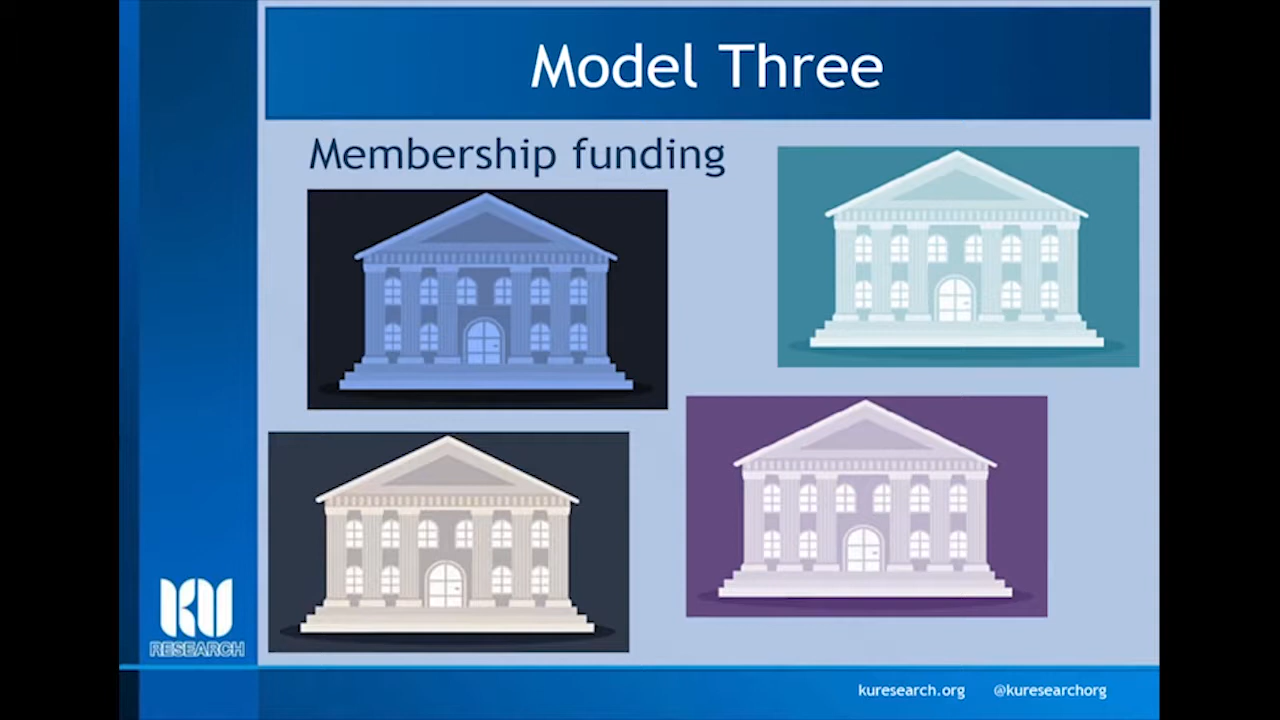 Model Three
Membership funding
KU
RESEARCH
kuresearch.org @kuresearchorg